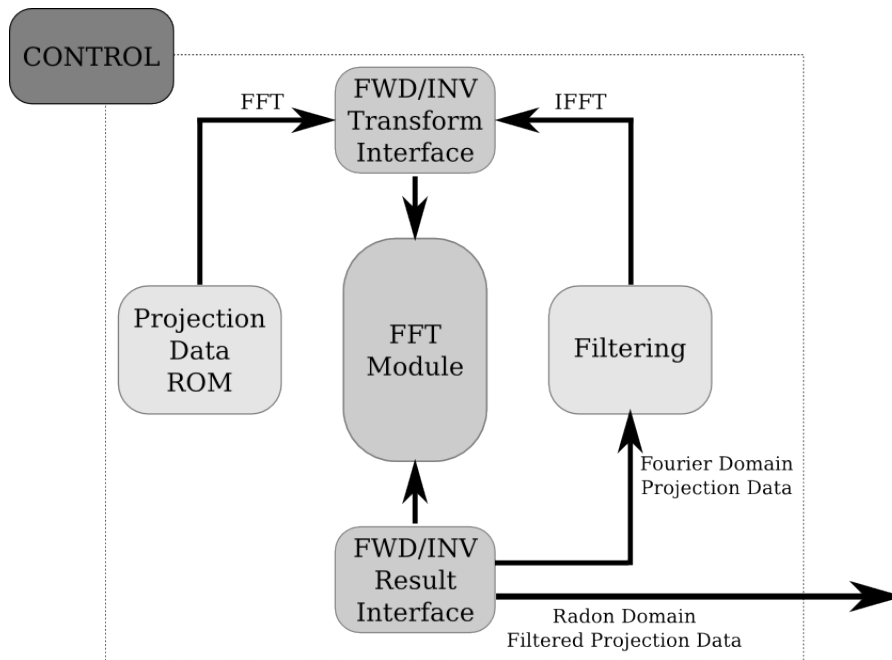 CONTROL
FFT
FWD/INV
Transform
Interface
IFFT
Projection
Data
ROM
FFT
Module
Filtering
Fourier Domain
Projection Data
FWD/INV
Result
Interface
Radon Domain
Filtered Projection Data